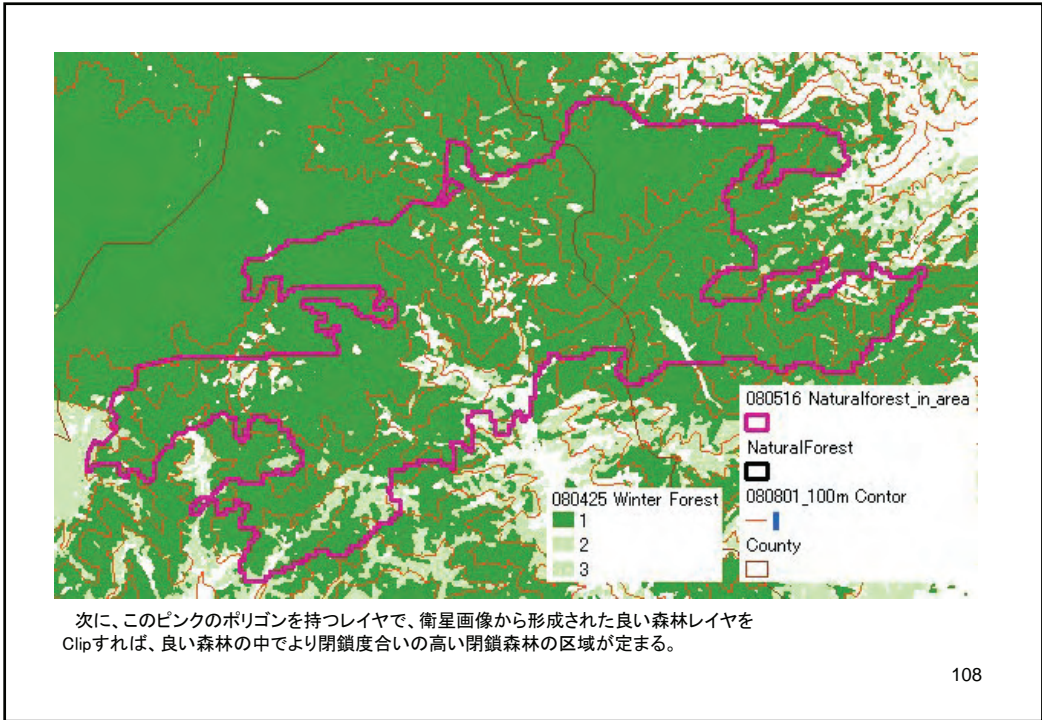 080516 Naturalforest_in_area
NaturalForest
080801_100m Contor
County
080425 Winter Forest
1
2
3
次に、このピンクのポリゴンを持つレイヤで、衛星画像から形成された良い森林レイヤを
Clipすれば、良い森林の中でより閉鎖度合いの高い閉鎖森林の区域が定まる。
108